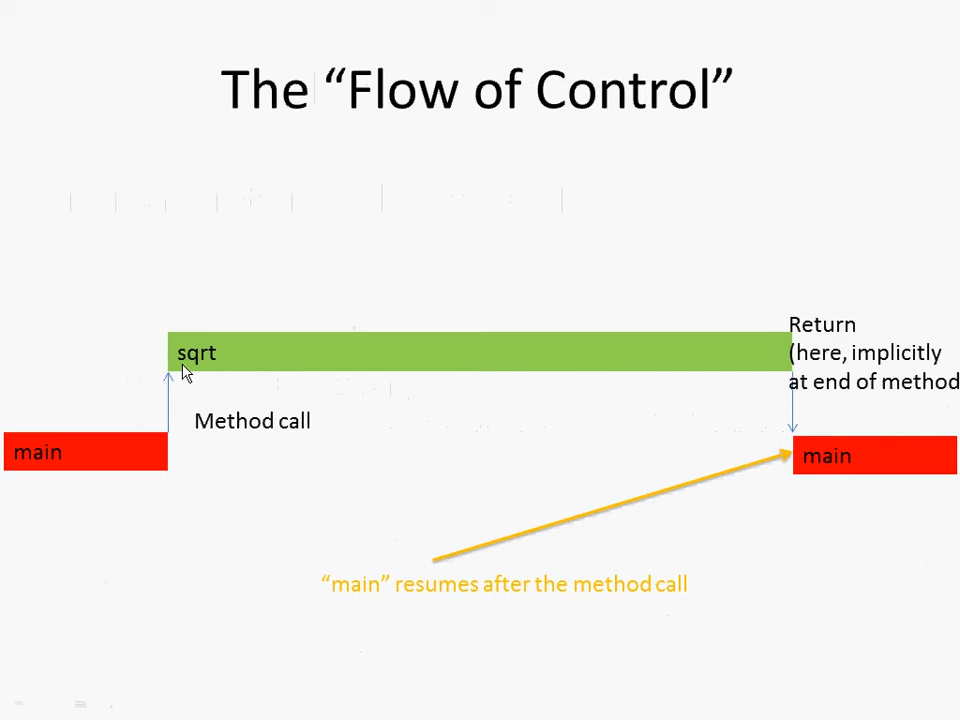 The “Flow of Control”
Return
sqrt
(here, implicitly
at end of method
Method call
main
main
“main” resumes after the method call